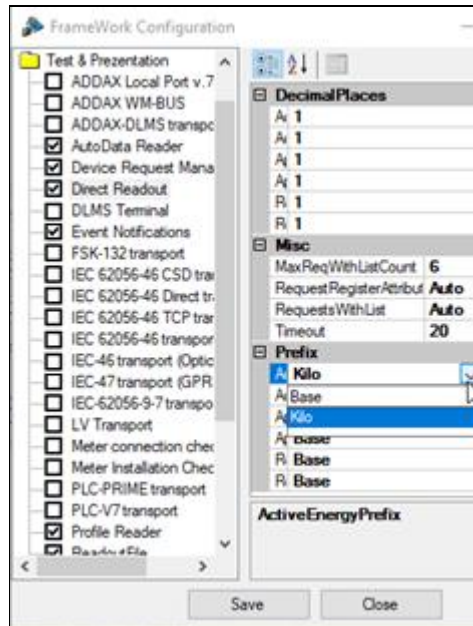 FrameWork Configuration
Test & Prezentation
ADDAX Local Port v.7
ADDAX WM-BUS
ADDAX-DLMS transpc
AutoData Reader
Device Request Mana
Direct Readout
DLMS Terminal
Event Notifications
FSK-132 transport
IEC 62056-46 CSD trar
IEC 62056-46 Direct tr
IEC 62056-46 TCP trar
IEC 62056-46 transpor
IEC-46 transport (Optic
IEC-47 transport (GPR
IEC-62056-9-7 transpo
LV Transport
Meter connection chec
Meter Installation Chec
PLC-PRIME transport
PLC-V7 transport
Profile Reader
ReadoutFile
DecimalPlaces
1
1
1
1
R 1
R 1
Misc
MaxReqWithListCount 6
RequestRegisterAttribut Auto
RequestsWithList Auto
Timeout 20
Prefix
A Kilo
Base
Kilo
Base
R Base
R Base
ActiveEnergyPrefix
Save Close